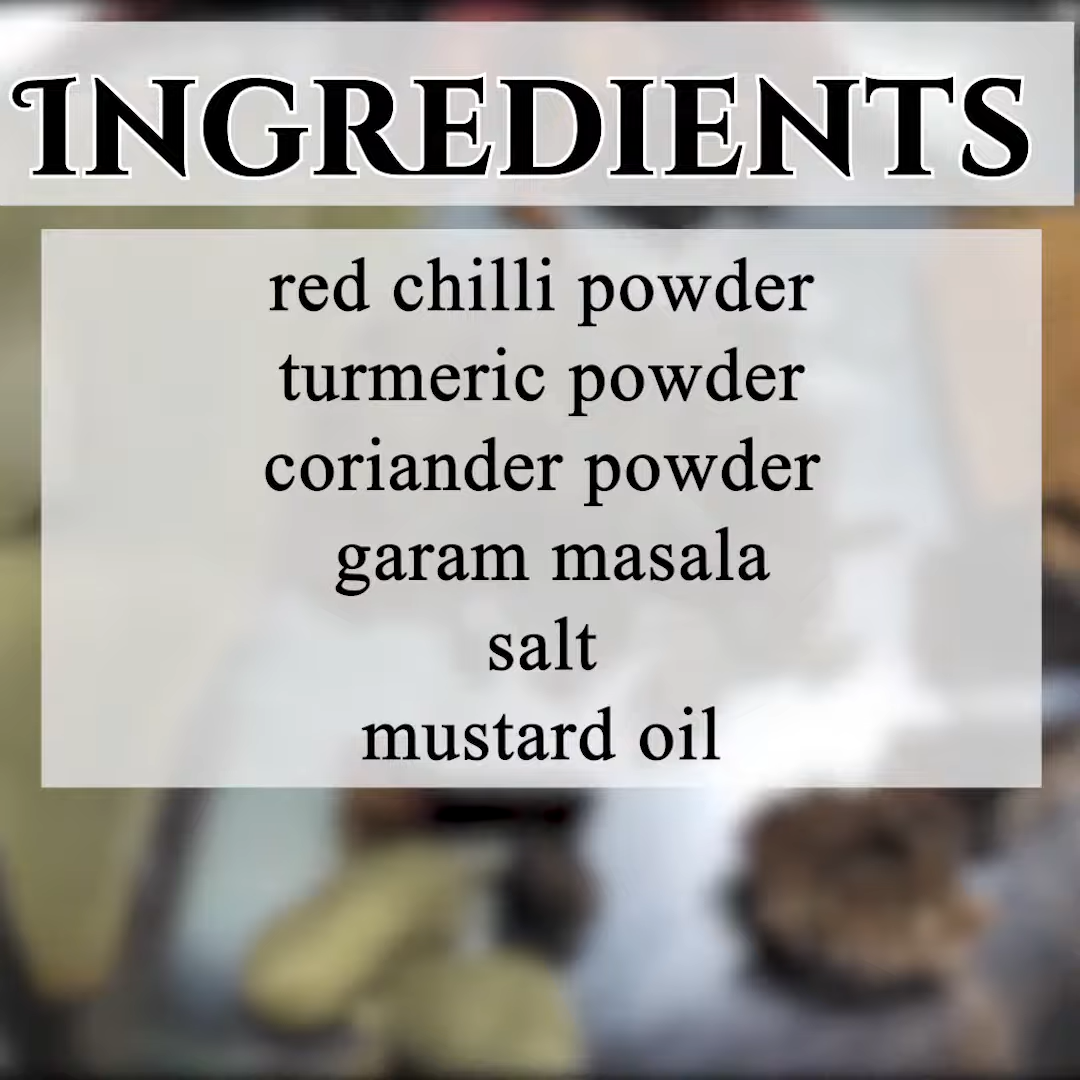 INGREDIENTS
red chilli powder
turmeric powder
coriander powder
garam masala
salt
mustard oil